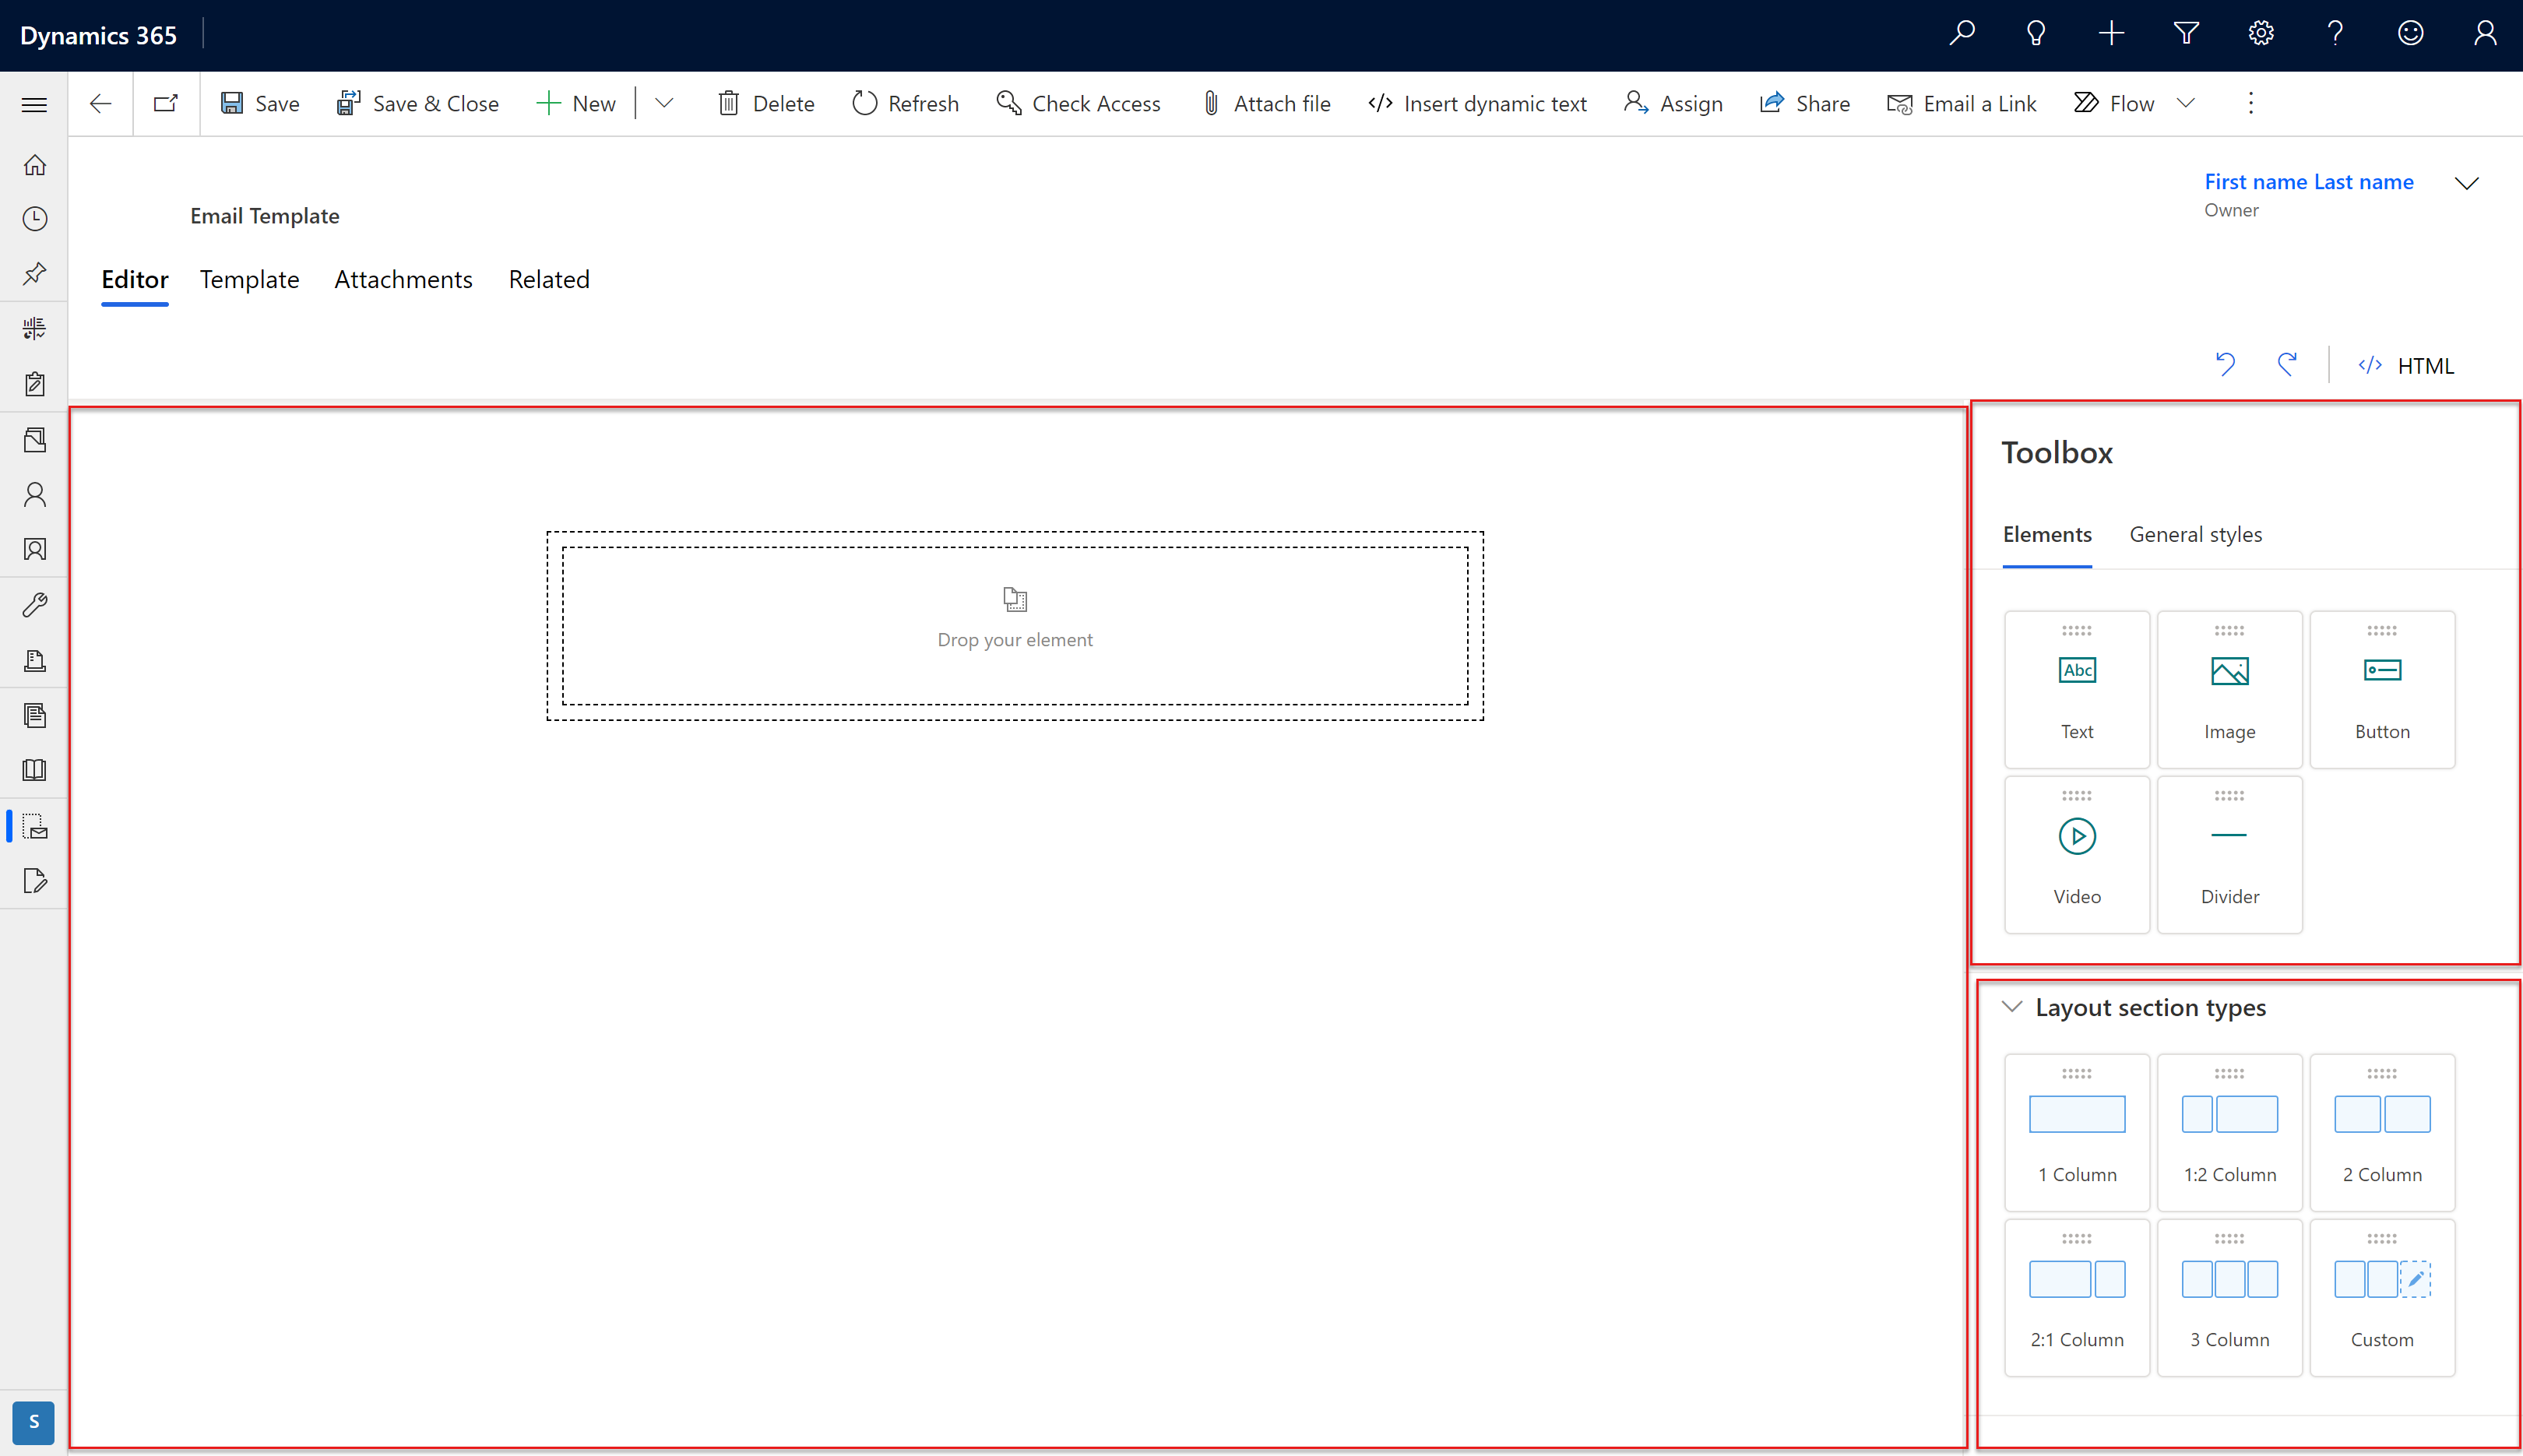 Dynamics 365
Save
Save & Close
New
Delete
Refresh
Check Access
Attach file
Insert dynamic text
Assign
Share
Email a Link
Flow
First name Last name
Owner
Email Template
Editor
Template
Attachments
Related
HTML
Drop your element
Toolbox
Elements
General styles
Abc
Text
Image
Button
Video
Divider
Layout section types
1 Column
1:2 Column
2 Column
2:1 Column
3 Column
Custom
S